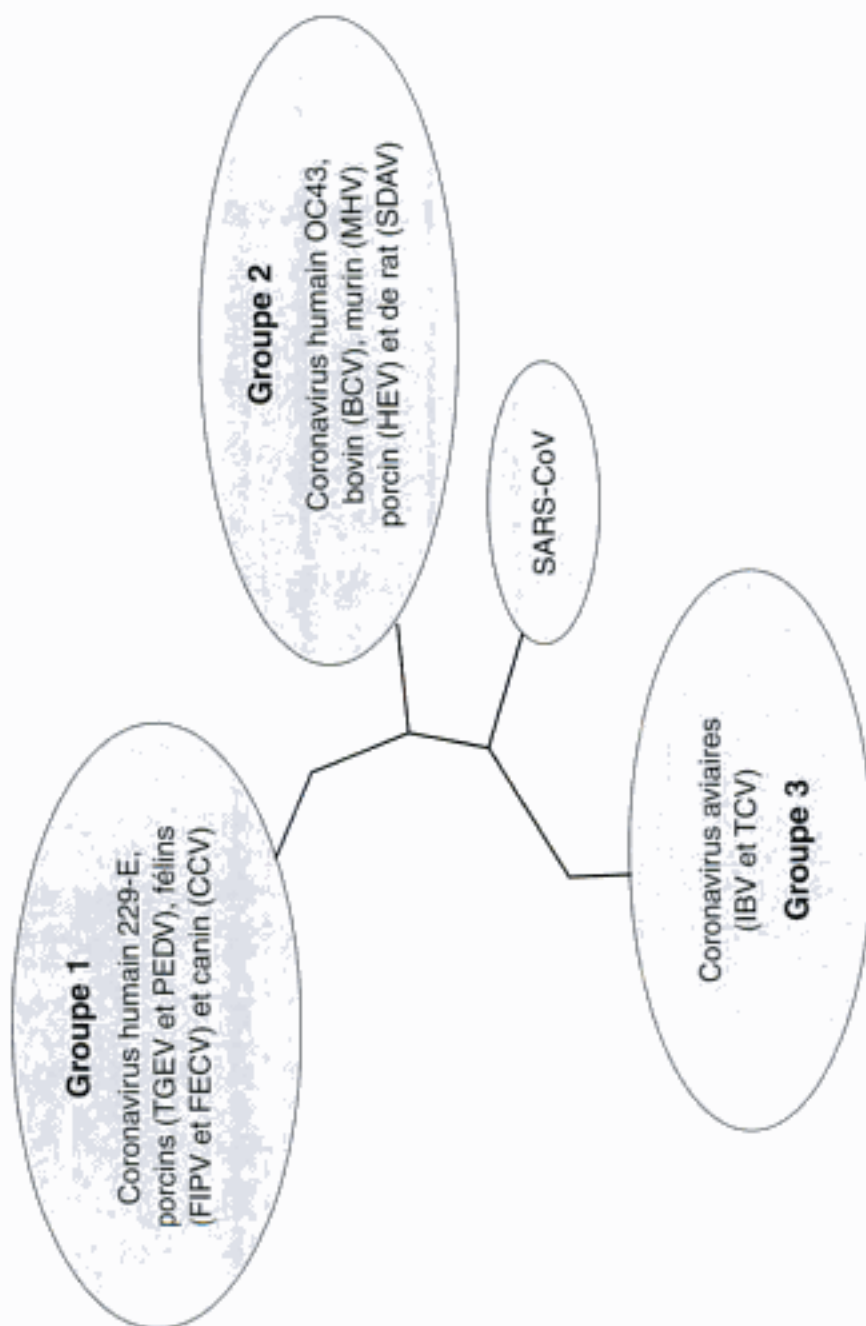 Groupe 1
Coronavirus humain 229-E,
porcins (TGEV et PEDV), félins
(FIPV et FECV) et canin (CCV)
Groupe 2
Coronavirus humain OC43,
bovin (BCV), murin (MHV)
porcin (HEV) et de rat (SDAV)
SARS-CoV
Coronavirus aviaires
(IBV et TCV)
Groupe 3